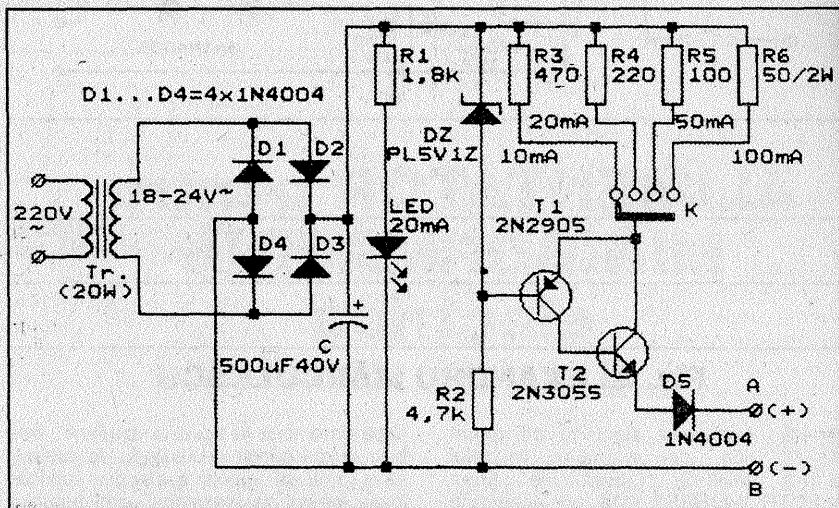 D1...D4=4x1N4004
220V
~
Tr.
(20W)
18-24V~
D1
D2
D4
D3
+
C
500uF40V
R1
1,8k
LED
20mA
DZ
PL5V1Z
R2
4,7k
R3
470
R4
220
R5
100
R6
50/2W
10mA
20mA
50mA
100mA
K
T1
2N2905
T2
2N3055
D5
1N4004
A
(+)
(-)
B